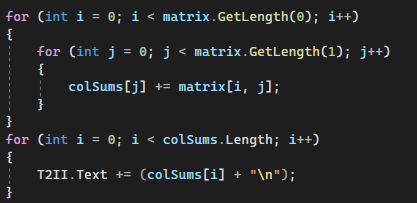 for (int i = 0; i < matrix.GetLength(0); i++)
{
    for (int j = 0; j < matrix.GetLength(1); j++)
    {
        colSums[j] += matrix[i, j];
    }
}
for (int i = 0; i < colSums.Length; i++)
{
    T2II.Text += (colSums[i] + "\n");
}